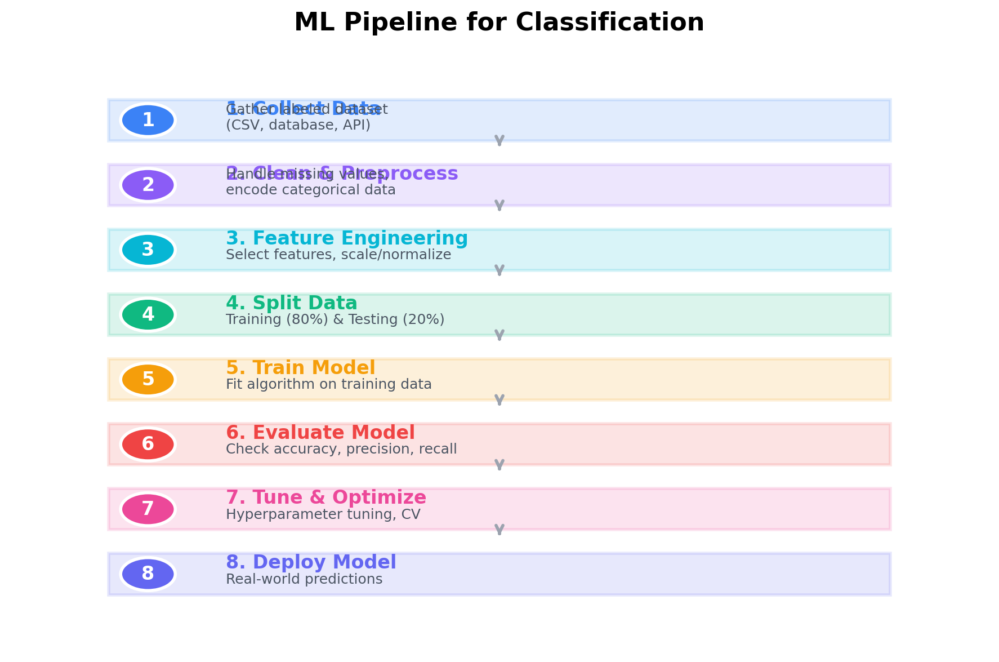 ML Pipeline for Classification
1
1. Collect Data
Gather labeled dataset
(CSV, database, API)
2
2. Clean & Preprocess
Handle missing values,
encode categorical data
3
3. Feature Engineering
Select features, scale/normalize
4
4. Split Data
Training (80%) & Testing (20%)
5
5. Train Model
Fit algorithm on training data
6
6. Evaluate Model
Check accuracy, precision, recall
7
7. Tune & Optimize
Hyperparameter tuning, CV
8
8. Deploy Model
Real-world predictions